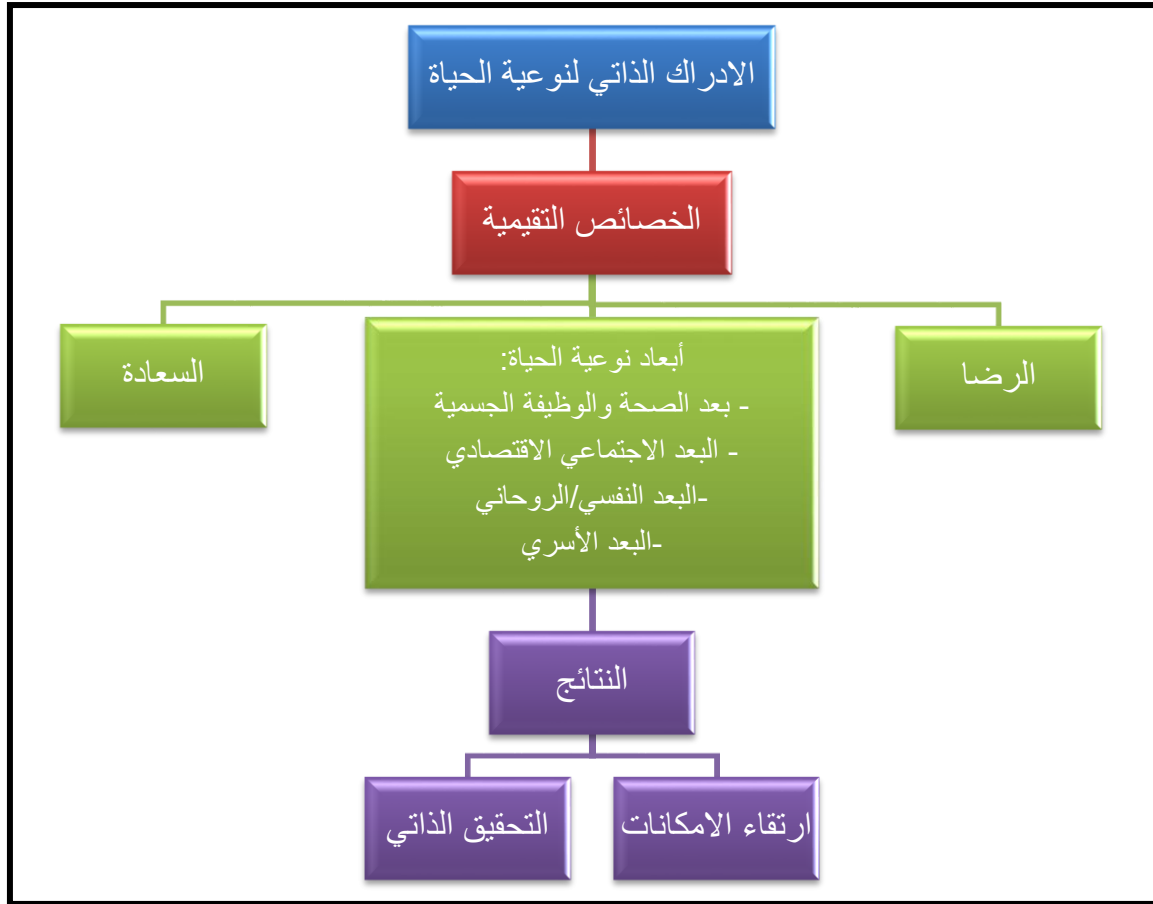 الادراك الذاتي لنوعية الحياة
الخصائص التقيمية
الرضا
أبعاد نوعية الحياة:
- بعد الصحة والوظيفة الجسمية
- البعد الاجتماعي الاقتصادي
-البعد النفسي/الروحاني
-البعد الأسري
السعادة
النتائج
ارتقاء الامكانات
التحقيق الذاتي